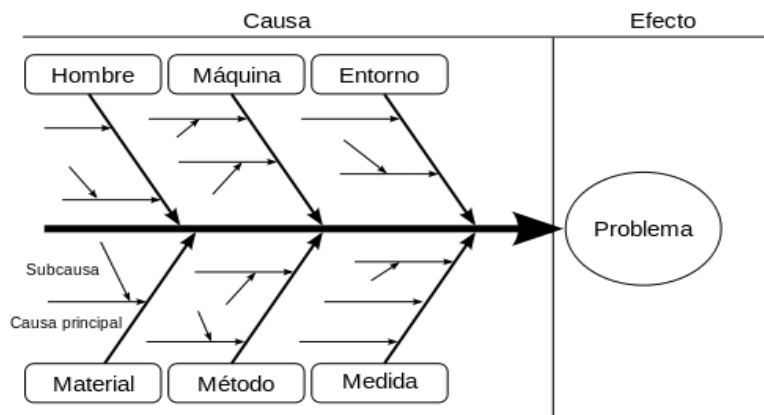 Causa
Efecto
Hombre
Máquina
Entorno
Problema
Subcausa
Causa principal
Material
Método
Medida